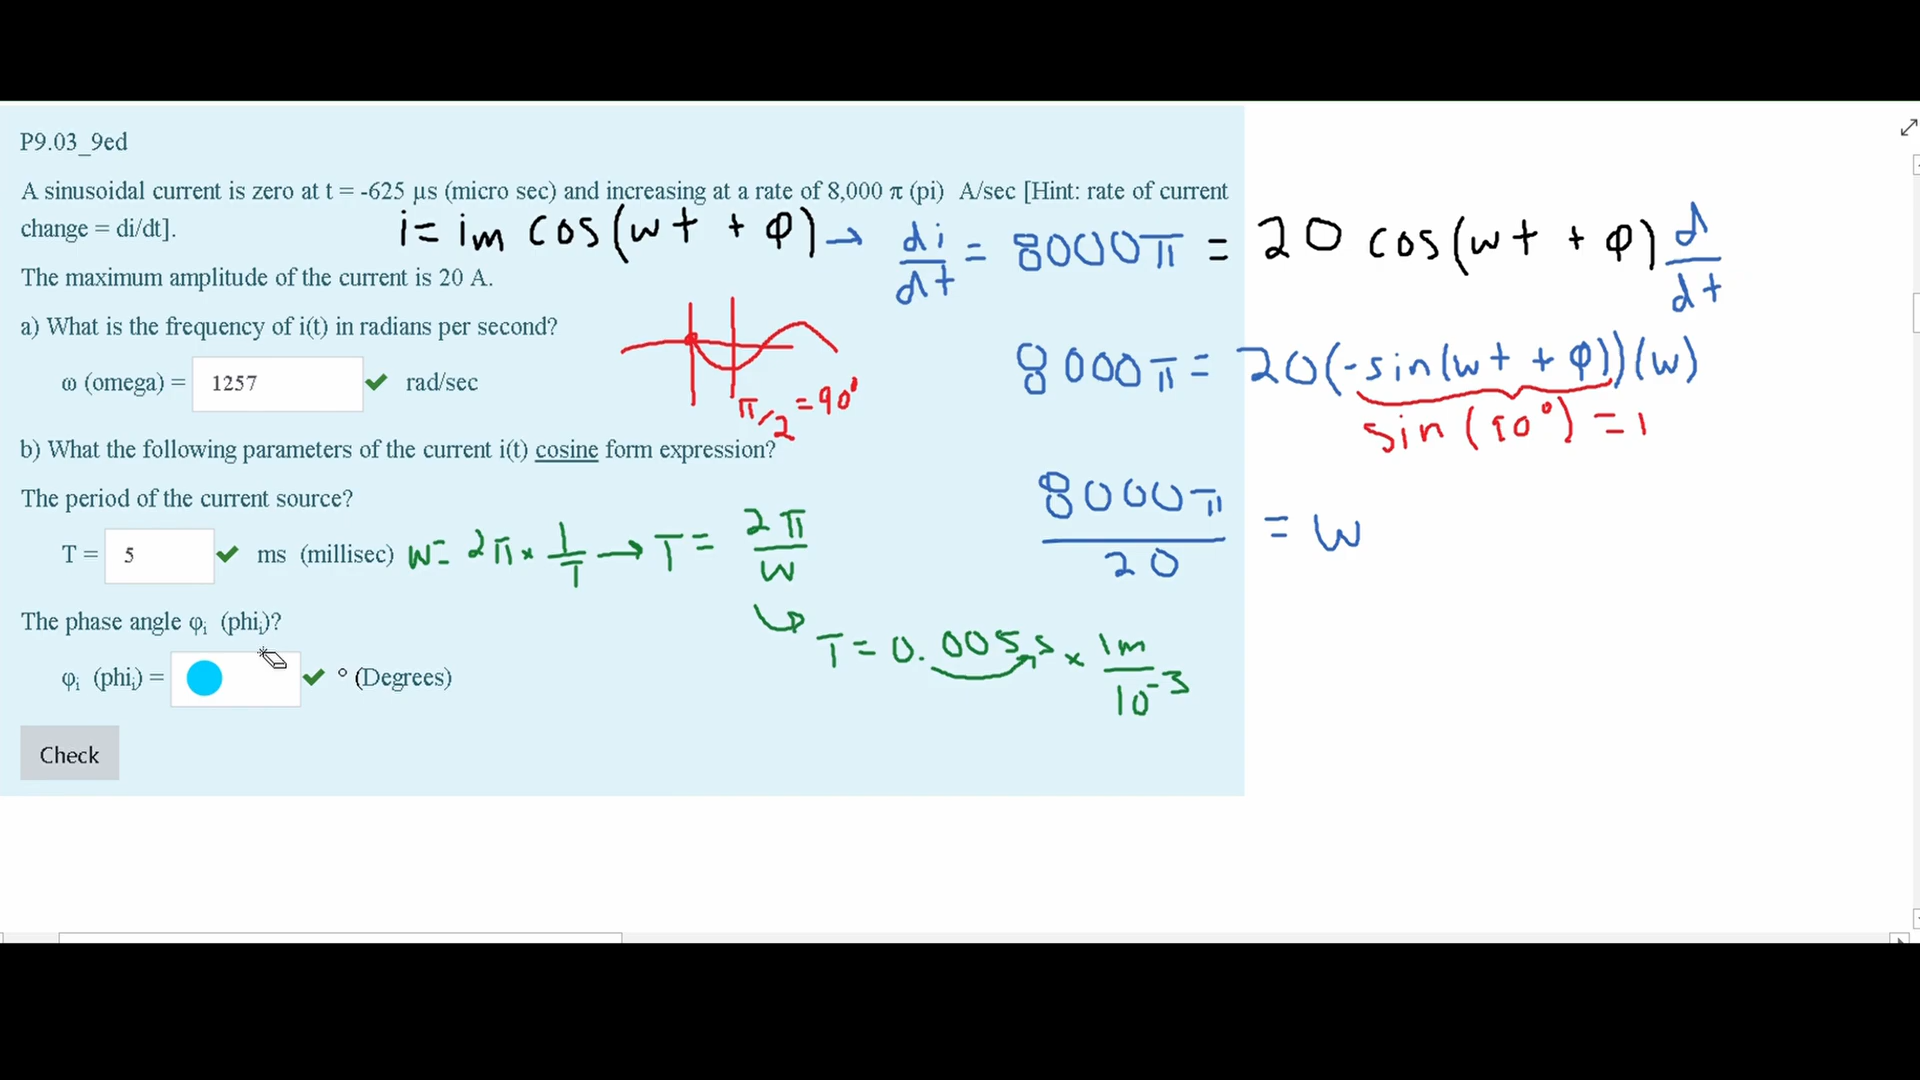 P9.03_9ed
A sinusoidal current is zero at t = -625 µs (micro sec) and increasing at a rate of 8,000 π (pi)  A/sec [Hint: rate of current
change = di/dt].
i = im cos(wt + φ) → di/dt = 8000π = 20 cos(wt + φ) d/dt
The maximum amplitude of the current is 20 A.
a) What is the frequency of i(t) in radians per second?
8000π = 20(-sin(wt + φ))(w)
ω (omega) = 1257 rad/sec
π/2 = 90°
sin(90°) = 1
b) What the following parameters of the current i(t) cosine form expression?
8000π/20 = w
The period of the current source?
T = 5 ms (millisec)
w = 2π × 1/T → T = 2π/w
The phase angle φi (phii)?
T = 0.005s × 1m/10^-3
φi (phii) = ° (Degrees)
Check